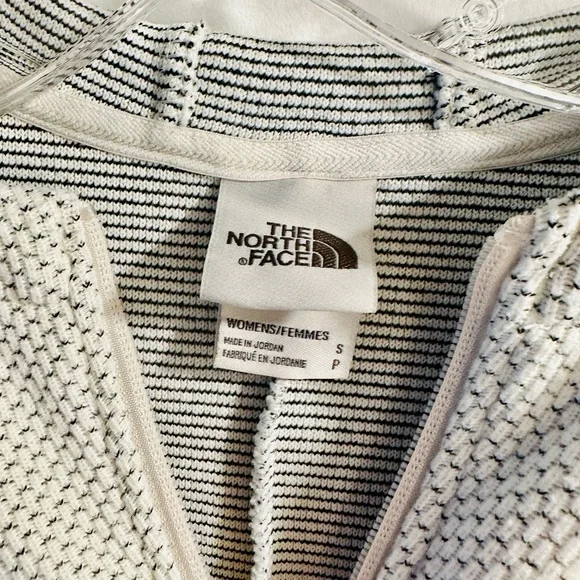 THE
NORTH
®FACE
WOMENS/FEMMES
MADE IN JORDAN S
FABRIQUÉ EN JORDANIE P